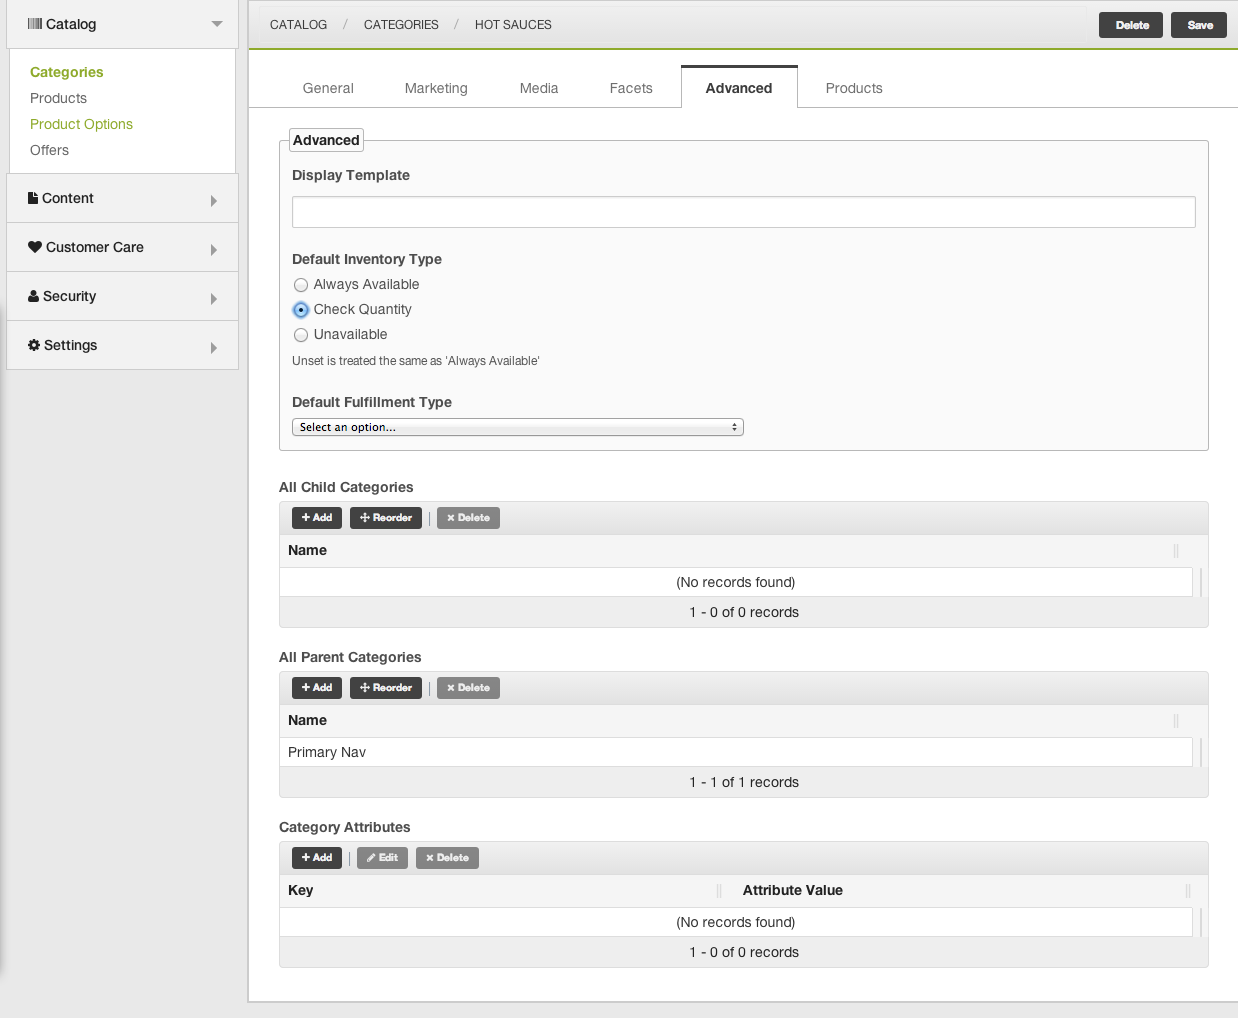 Catalog
Categories
Products
Product Options
Offers
Content
Customer Care
Security
Settings
CATALOG / CATEGORIES / HOT SAUCES
Delete Save
General Marketing Media Facets Advanced Products
Advanced
Display Template
Default Inventory Type
Always Available
Check Quantity
Unavailable
Unset is treated the same as 'Always Available'
Default Fulfillment Type
Select an option...
All Child Categories
+ Add Reorder | × Delete
Name
(No records found)
1 - 0 of 0 records
All Parent Categories
+ Add Reorder | × Delete
Name
Primary Nav
1 - 1 of 1 records
Category Attributes
+ Add | Edit × Delete
Key Attribute Value
(No records found)
1 - 0 of 0 records